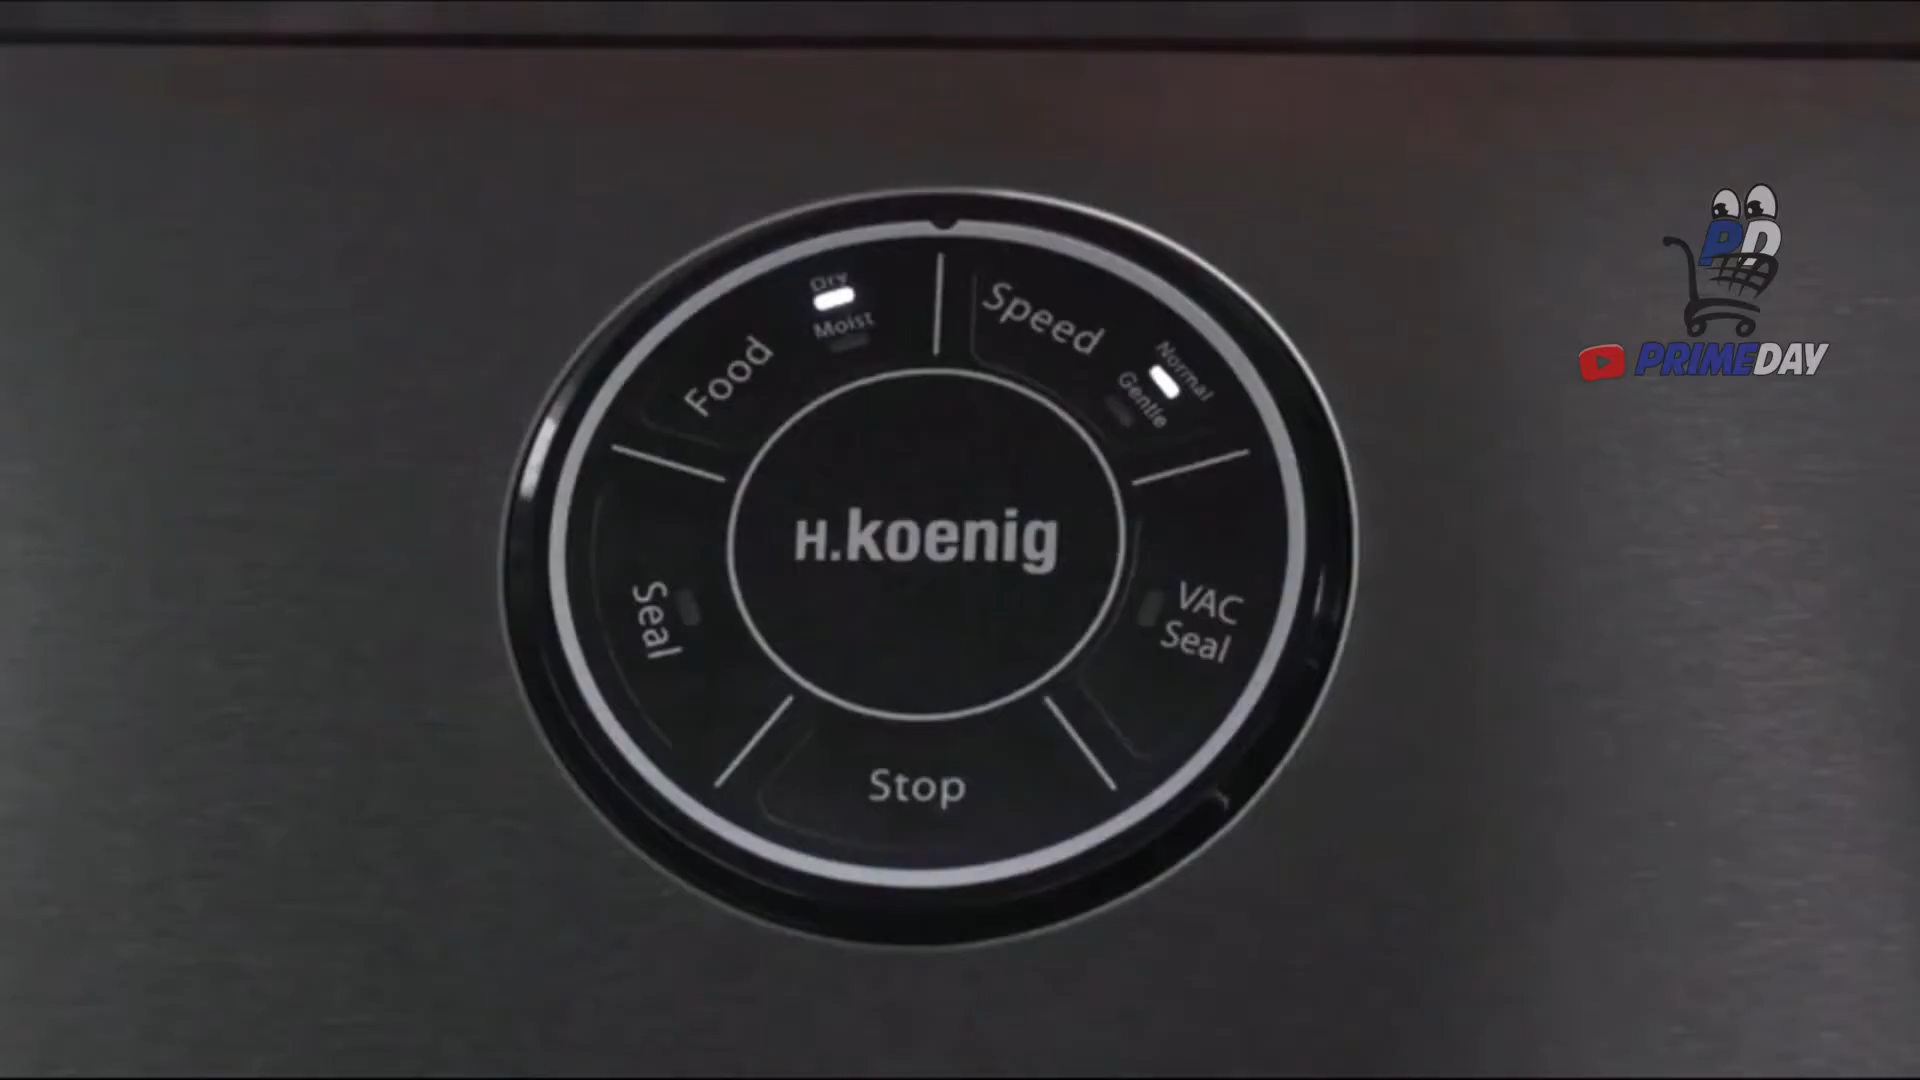 Dry
Moist
Food
Speed
Normal
Gentle
H.koenig
Seal
VAC
Seal
Stop
PD
PRIMEDAY